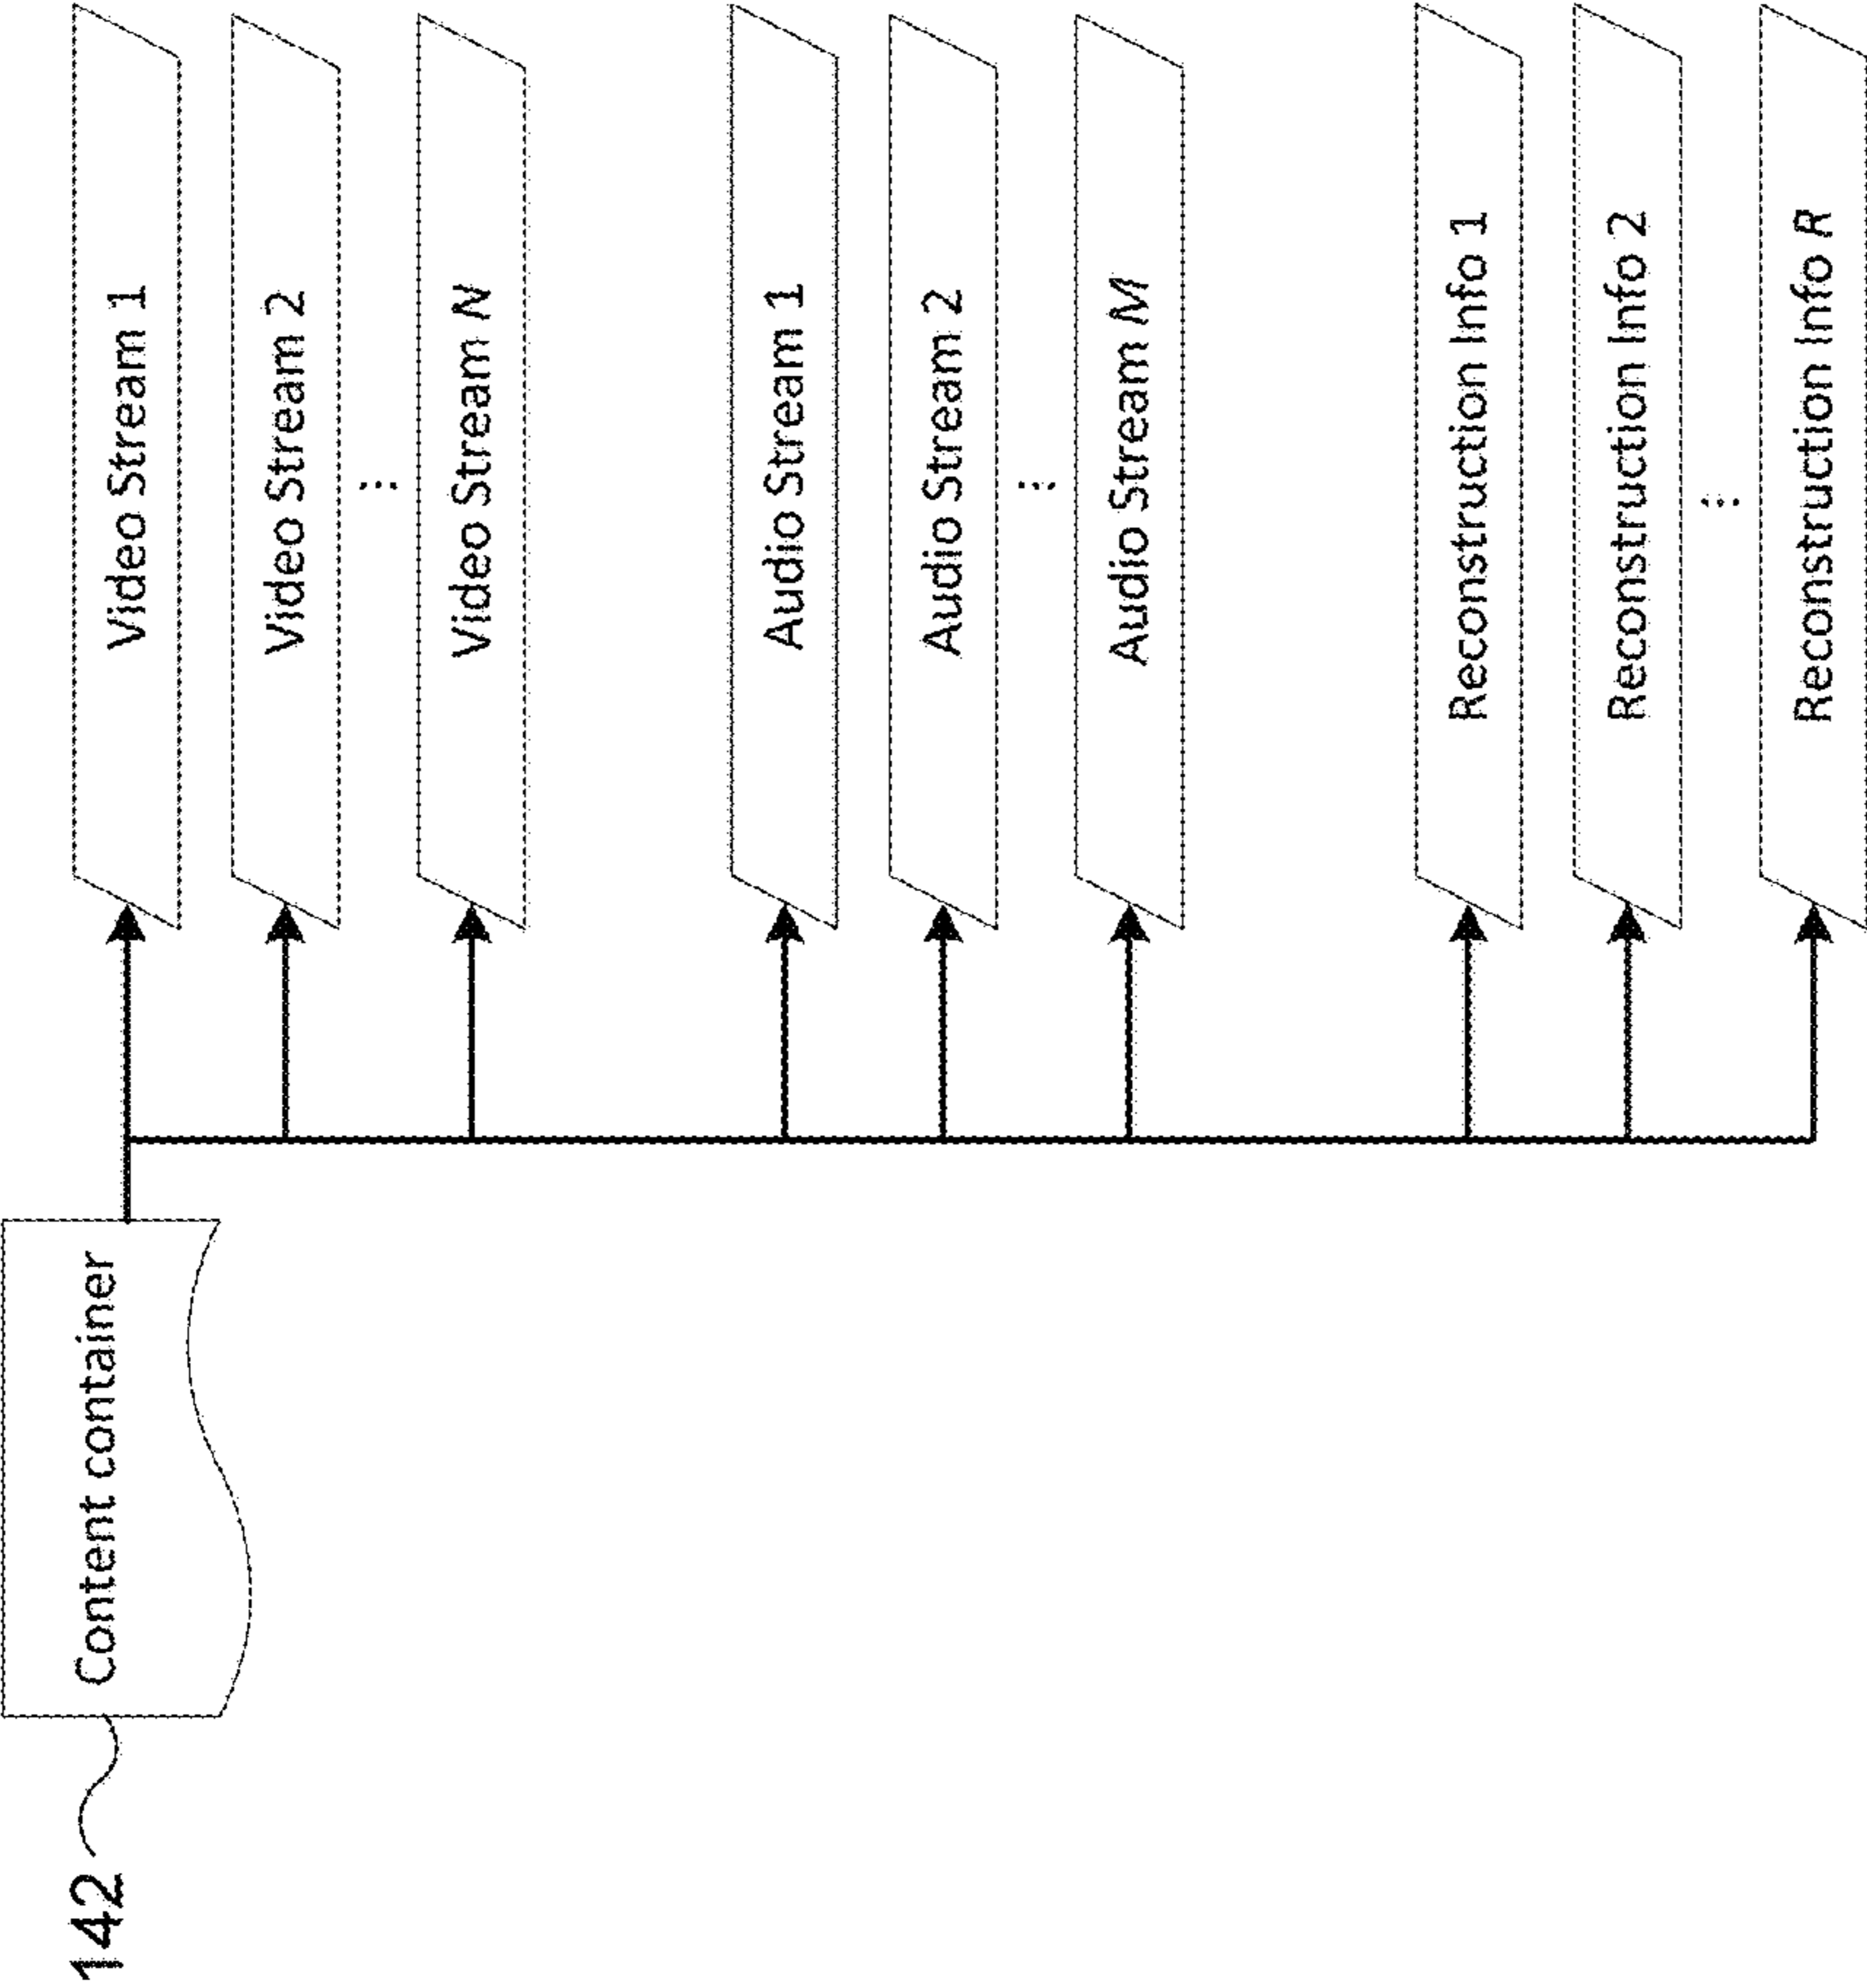 142
Content container
Video Stream 1
Video Stream 2
⋮
Video Stream N
Audio Stream 1
Audio Stream 2
⋮
Audio Stream M
Reconstruction Info 1
Reconstruction Info 2
⋮
Reconstruction Info R